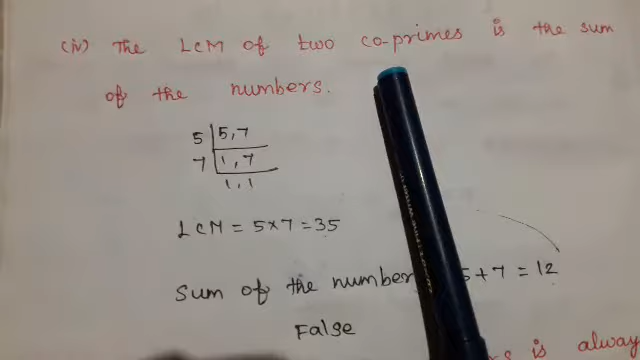 (iv) The LCM of two co-primes is the sum
of the numbers.
5 | 5, 7
7 | 1, 7
1, 1
LCM = 5 × 7 = 35
Sum of the number 5 + 7 = 12
False
is alway